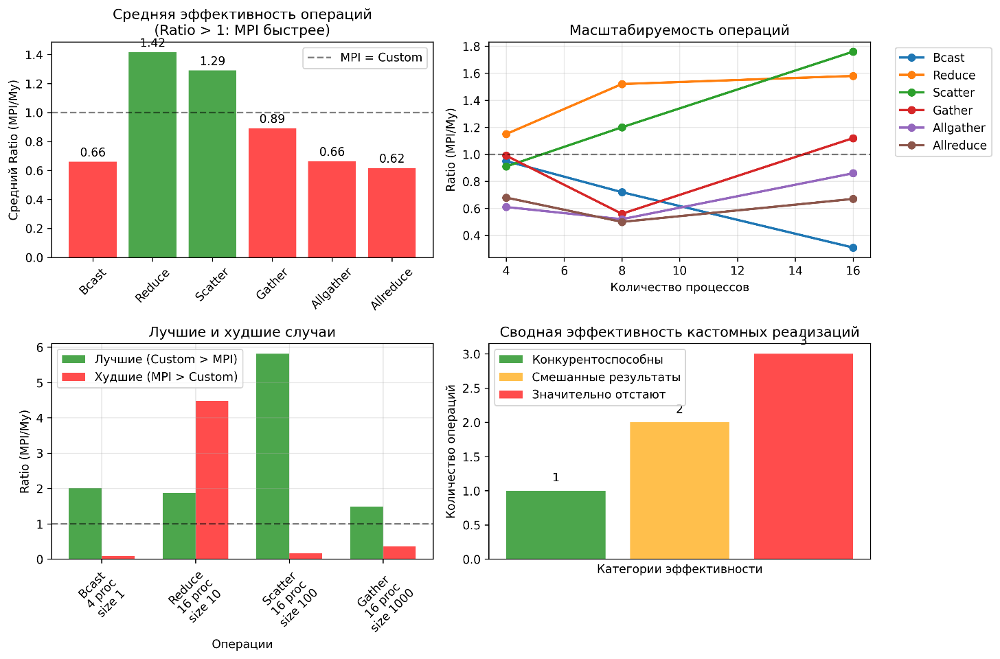 Средняя эффективность операций
(Ratio > 1: MPI быстрее)
Средний Ratio (MPI/My)
1.4
1.2
1.0
0.8
0.6
0.4
0.2
0.0
MPI = Custom
0.66
1.42
1.29
0.89
0.66
0.62
Bcast
Reduce
Scatter
Gather
Allgather
Allreduce
Масштабируемость операций
Ratio (MPI/My)
1.8
1.6
1.4
1.2
1.0
0.8
0.6
0.4
4
6
8
10
12
14
16
Количество процессов
Bcast
Reduce
Scatter
Gather
Allgather
Allreduce
Лучшие и худшие случаи
Ratio (MPI/My)
6
5
4
3
2
1
0
Лучшие (Custom > MPI)
Худшие (MPI > Custom)
Bcast
4 proc
size 1
Reduce
16 proc
size 10
Scatter
16 proc
size 100
Gather
16 proc
size 1000
Операции
Сводная эффективность кастомных реализаций
Количество операций
3.0
2.5
2.0
1.5
1.0
0.5
0.0
Конкурентоспособны
Смешанные результаты
Значительно отстают
1
2
3
Категории эффективности